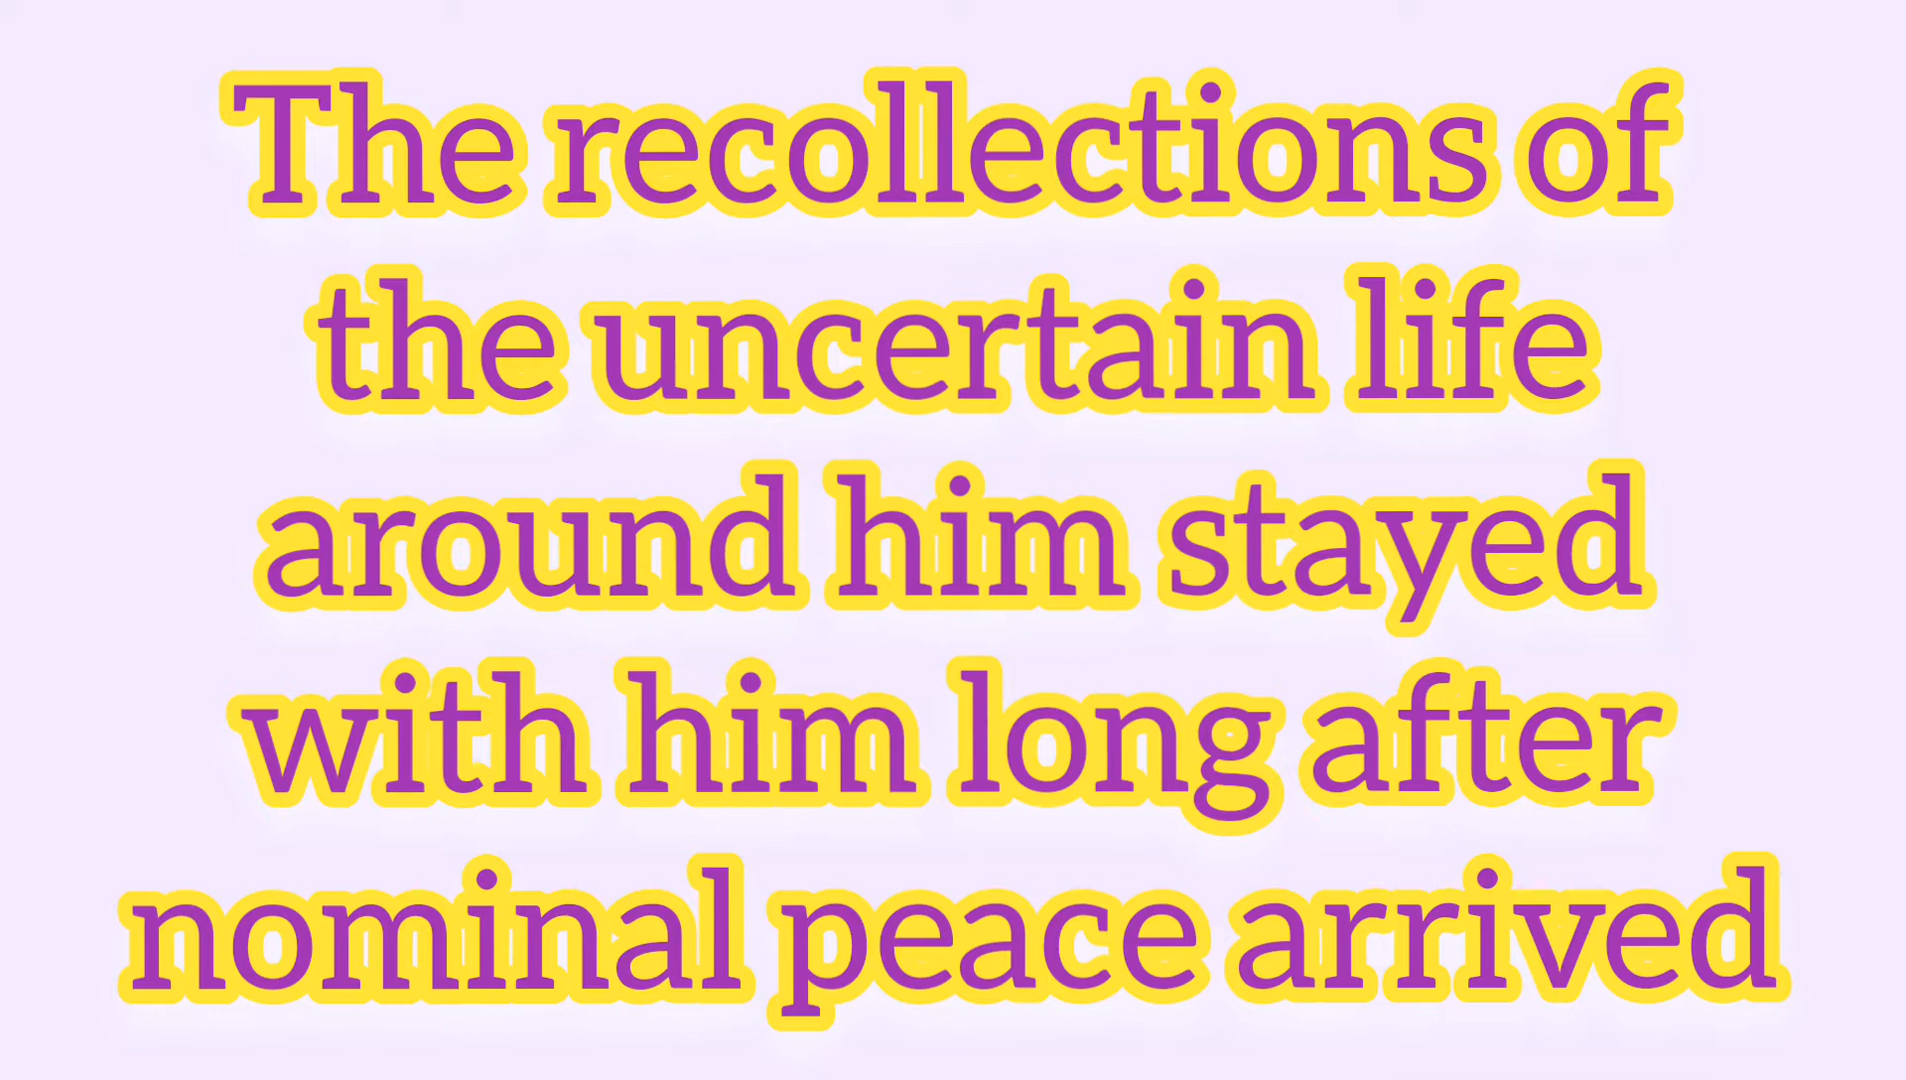 The recollections of
the uncertain life
around him stayed
with him long after
nominal peace arrived